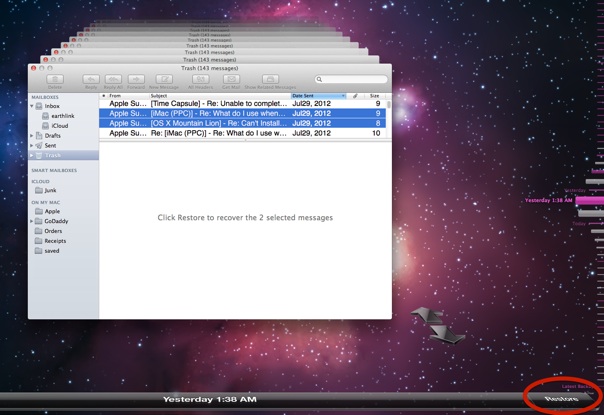 Trash (143 messages)
Trash (143 messages)
Trash (143 messages)
Trash (143 messages)
Delete Reply Reply All Forward New Message All Headers Get Mail Show Related Messages
MAILBOXES
Inbox
earthlink
iCloud
Drafts
Sent
Trash
SMART MAILBOXES
ICLOUD
Junk
ON MY MAC
Apple
GoDaddy
Orders
Receipts
saved
From Subject Date Sent Size
Apple Su... [Time Capsule] - Re: Unable to complet... Jul29, 2012 9
Apple Su... [iMac (PPC)] - Re: What do I use when... Jul29, 2012 9
Apple Su... [OS X Mountain Lion] - Re: Can't Install... Jul29, 2012 8
Apple Su... Re: [iMac (PPC)] - Re: What do I use w... Jul29, 2012 10
Click Restore to recover the 2 selected messages
Yesterday
Yesterday 1:38 AM
Today
Yesterday 1:38 AM
Restore